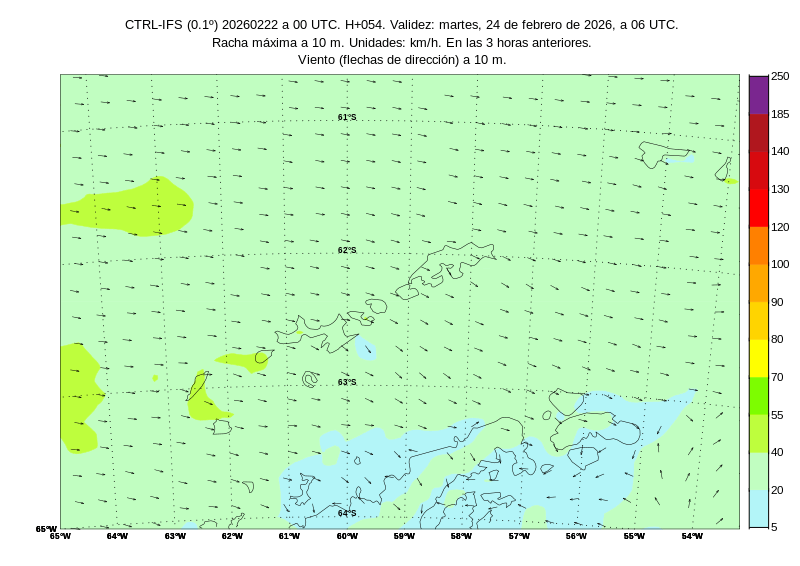 CTRL-IFS (0.1º) 20260222 a 00 UTC. H+054. Validez: martes, 24 de febrero de 2026, a 06 UTC.
Racha máxima a 10 m. Unidades: km/h. En las 3 horas anteriores.
Viento (flechas de dirección) a 10 m.
250
185
140
130
120
100
90
80
70
55
40
20
5
61°S
62°S
63°S
64°S
65°W
65°W
64°W
63°W
62°W
61°W
60°W
59°W
58°W
57°W
56°W
55°W
54°W